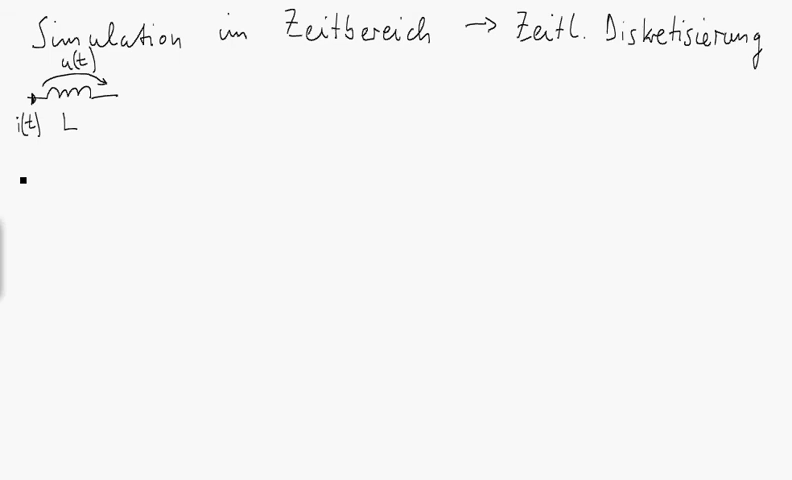 Simulation im Zeitbereich → Zeitl. Diskretisierung
u(t)
i(t) L